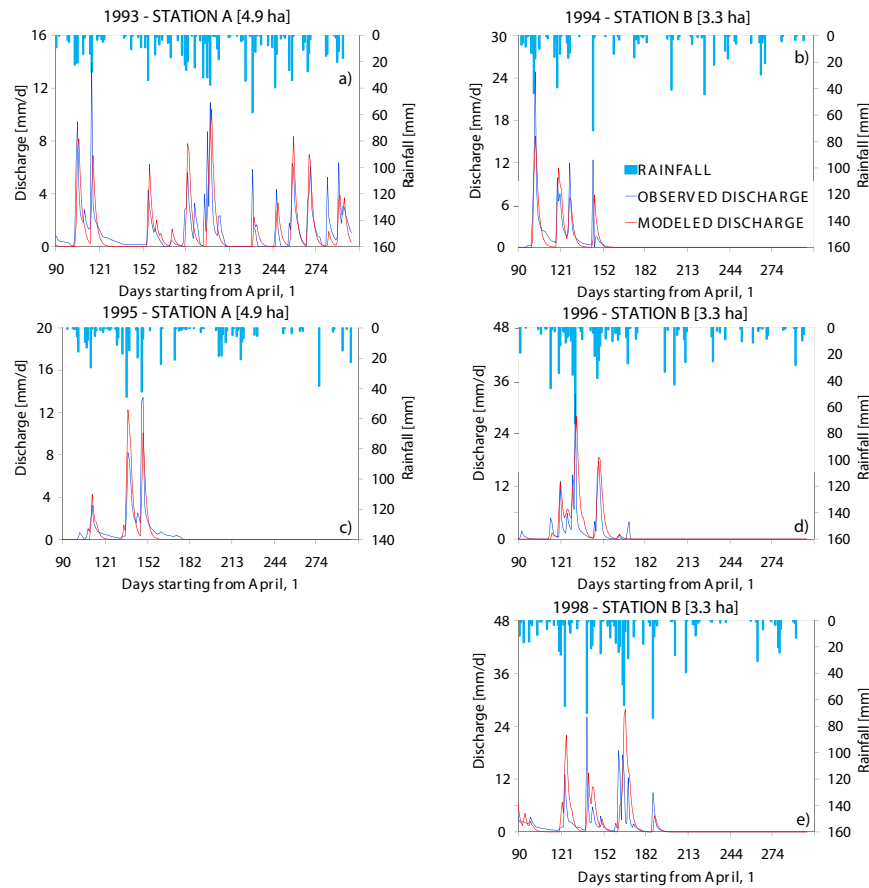 1993 - STATION A [4.9 ha]
16
12
8
4
0
Discharge [mm/d]
0
20
40
60
80
100
120
140
160
Rainfall [mm]
a)
90 121 152 182 213 244 274
Days starting from April, 1
1994 - STATION B [3.3 ha]
30
24
18
12
6
0
Discharge [mm/d]
0
20
40
60
80
100
120
140
160
Rainfall [mm]
b)
RAINFALL
OBSERVED DISCHARGE
MODELED DISCHARGE
90 121 152 182 213 244 274
Days starting from April, 1
1995 - STATION A [4.9 ha]
20
16
12
8
4
0
Discharge [mm/d]
0
20
40
60
80
100
120
140
Rainfall [mm]
c)
90 121 152 182 213 244 274
Days starting from April, 1
1996 - STATION B [3.3 ha]
48
36
24
12
0
Discharge [mm/d]
0
20
40
60
80
100
120
140
160
Rainfall [mm]
d)
90 121 152 182 213 244 274
Days starting from April, 1
1998 - STATION B [3.3 ha]
48
36
24
12
0
Discharge [mm/d]
0
20
40
60
80
100
120
140
160
Rainfall [mm]
e)
90 121 152 182 213 244 274
Days starting from April, 1